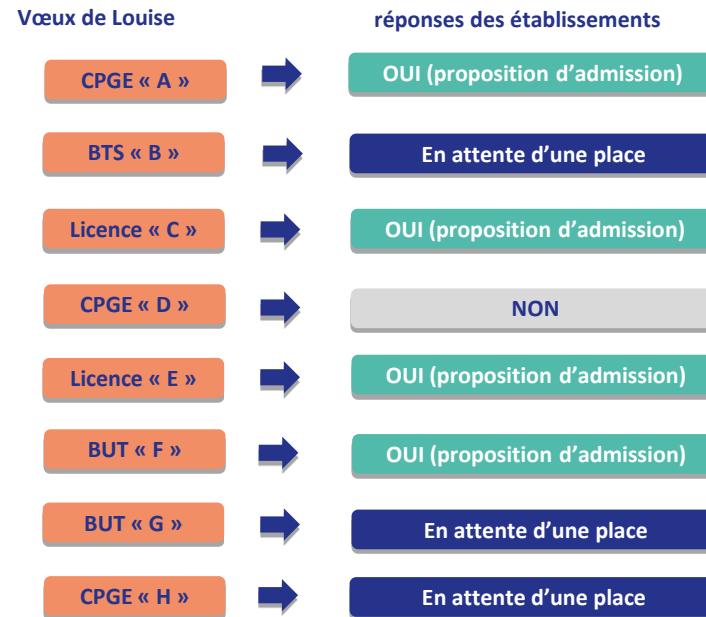 Vœux de Louise réponses des établissements
CPGE « A » OUI (proposition d’admission)
BTS « B » En attente d’une place
Licence « C » OUI (proposition d’admission)
CPGE « D » NON
Licence « E » OUI (proposition d’admission)
BUT « F » OUI (proposition d’admission)
BUT « G » En attente d’une place
CPGE « H » En attente d’une place